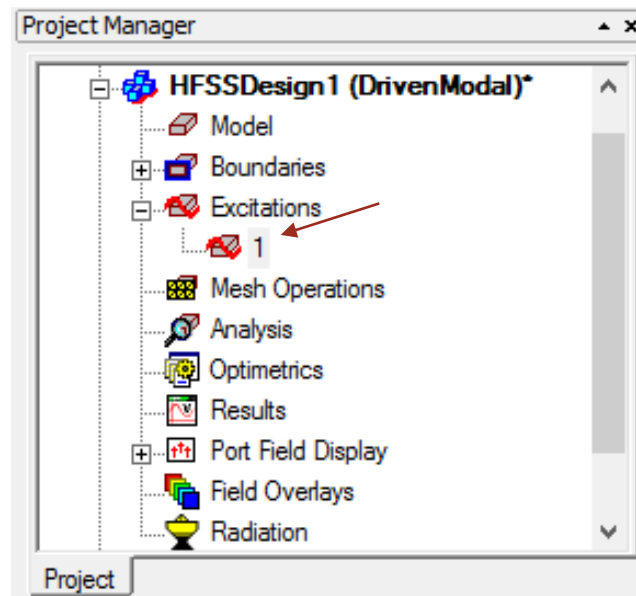 Project Manager
HFSSDesign1 (DrivenModal)*
Model
Boundaries
Excitations
1
Mesh Operations
Analysis
Optimetrics
Results
Port Field Display
Field Overlays
Radiation
Project